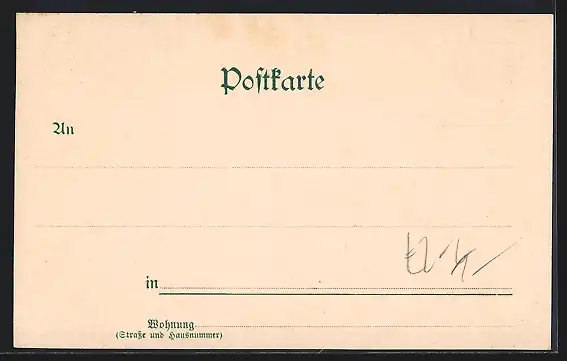 Postkarte
An
in
Wohnung
(Straße und Hausnummer)